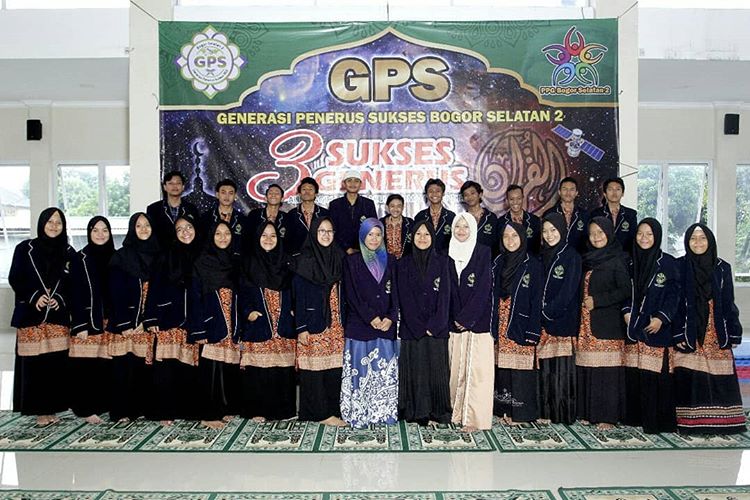 GPS
GPS
PPG Bogor Selatan 2
GENERASI PENERUS SUKSES BOGOR SELATAN 2
3
SUKSES
GENERUS